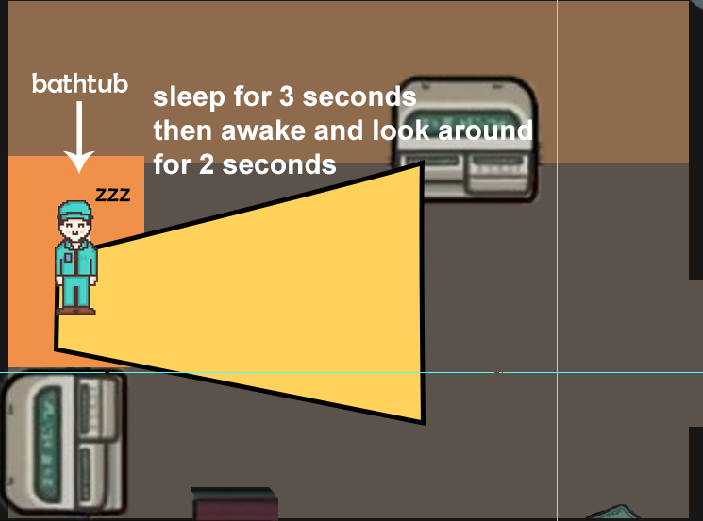 bathtub
sleep for 3 seconds
then awake and look around
for 2 seconds
zzz